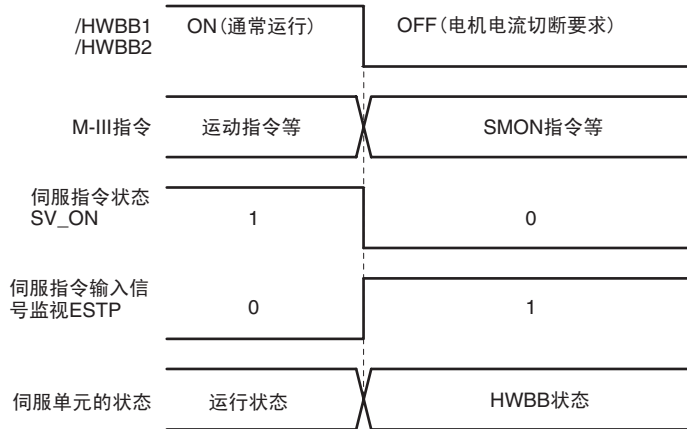 /HWBB1
/HWBB2
ON（通常运行）
OFF（电机电流切断要求）
M-III指令
运动指令等
SMON指令等
伺服指令状态
SV_ON
1
0
伺服指令输入信
号监视ESTP
0
1
伺服单元的状态
运行状态
HWBB状态